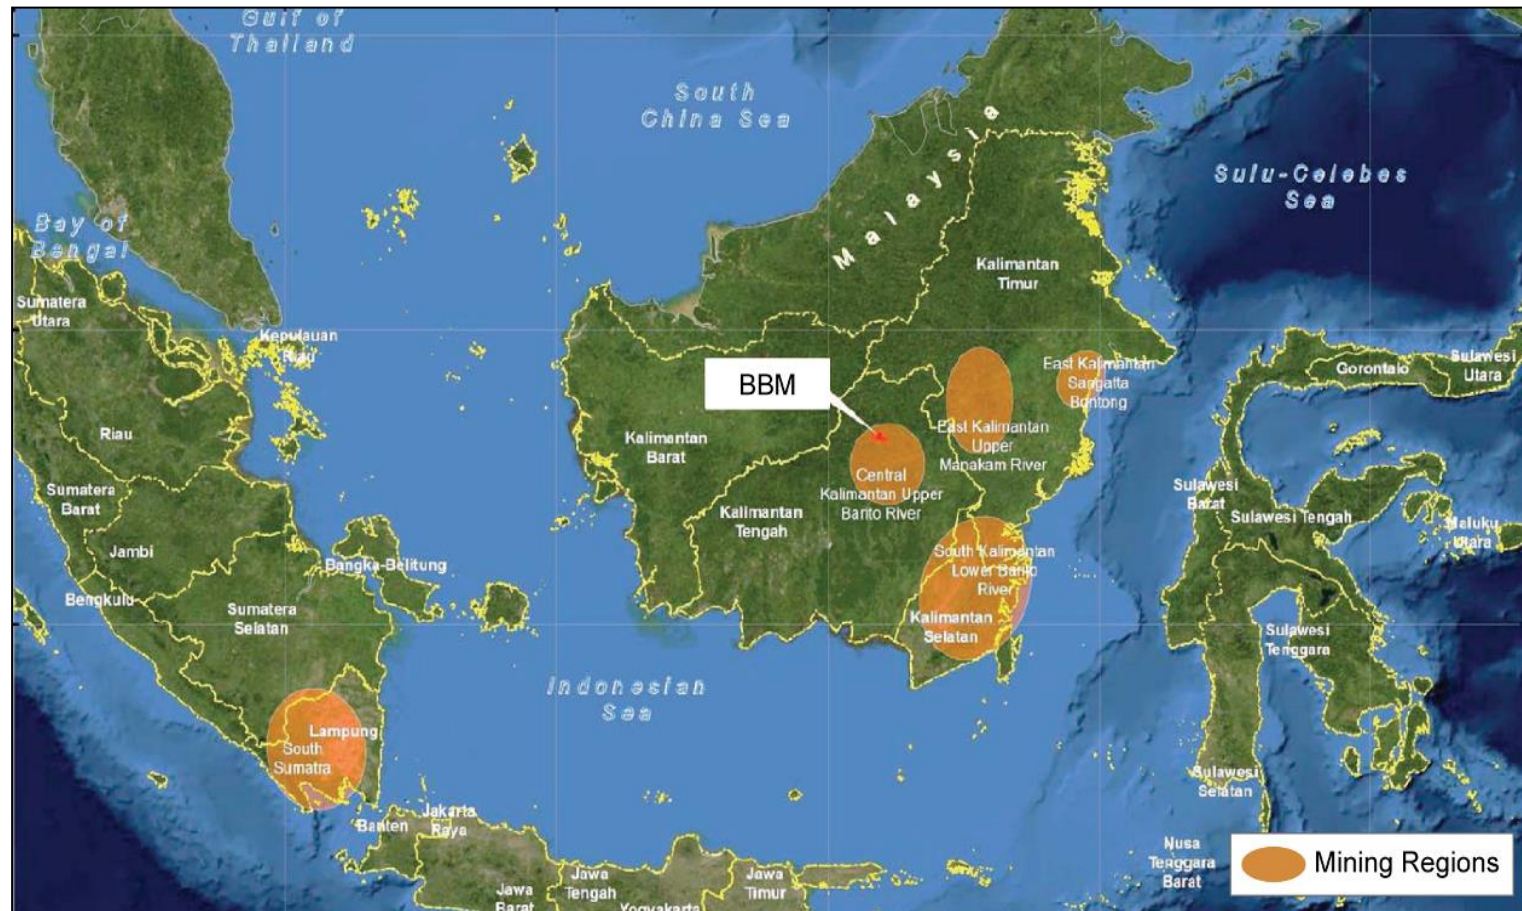 Gulf of
Thailand
South
China Sea
Malaysia
Sulu-Celebes
Sea
Bay of
Bengal
Kalimantan
Timur
Sumatera
Utara
Kepulauan
Riau
East Kalimantan
Sangatta
Bontong
Gorontalo
Sulawesi
Utara
BBM
Riau
Kalimantan
Barat
East Kalimantan
Upper
Manakam River
Central
Kalimantan Upper
Barito River
Sumatera
Barat
Kalimantan
Tengah
Sulawesi
Barat
Sulawesi Tengah
Maluku
Utara
Jambi
Bangka-Belitung
South Kalimantan
Lower Barito
River
Bengkulu
Sumatera
Selatan
Kalimantan
Selatan
Sulawesi
Tenggara
Indonesian
Sea
Lampung
South
Sumatra
Sulawesi
Selatan
Jakarta
Raya
Banten
Nusa
Tenggara
Barat
Jawa
Barat
Jawa
Tengah
Yogyakarta
Jawa
Timur
Mining Regions